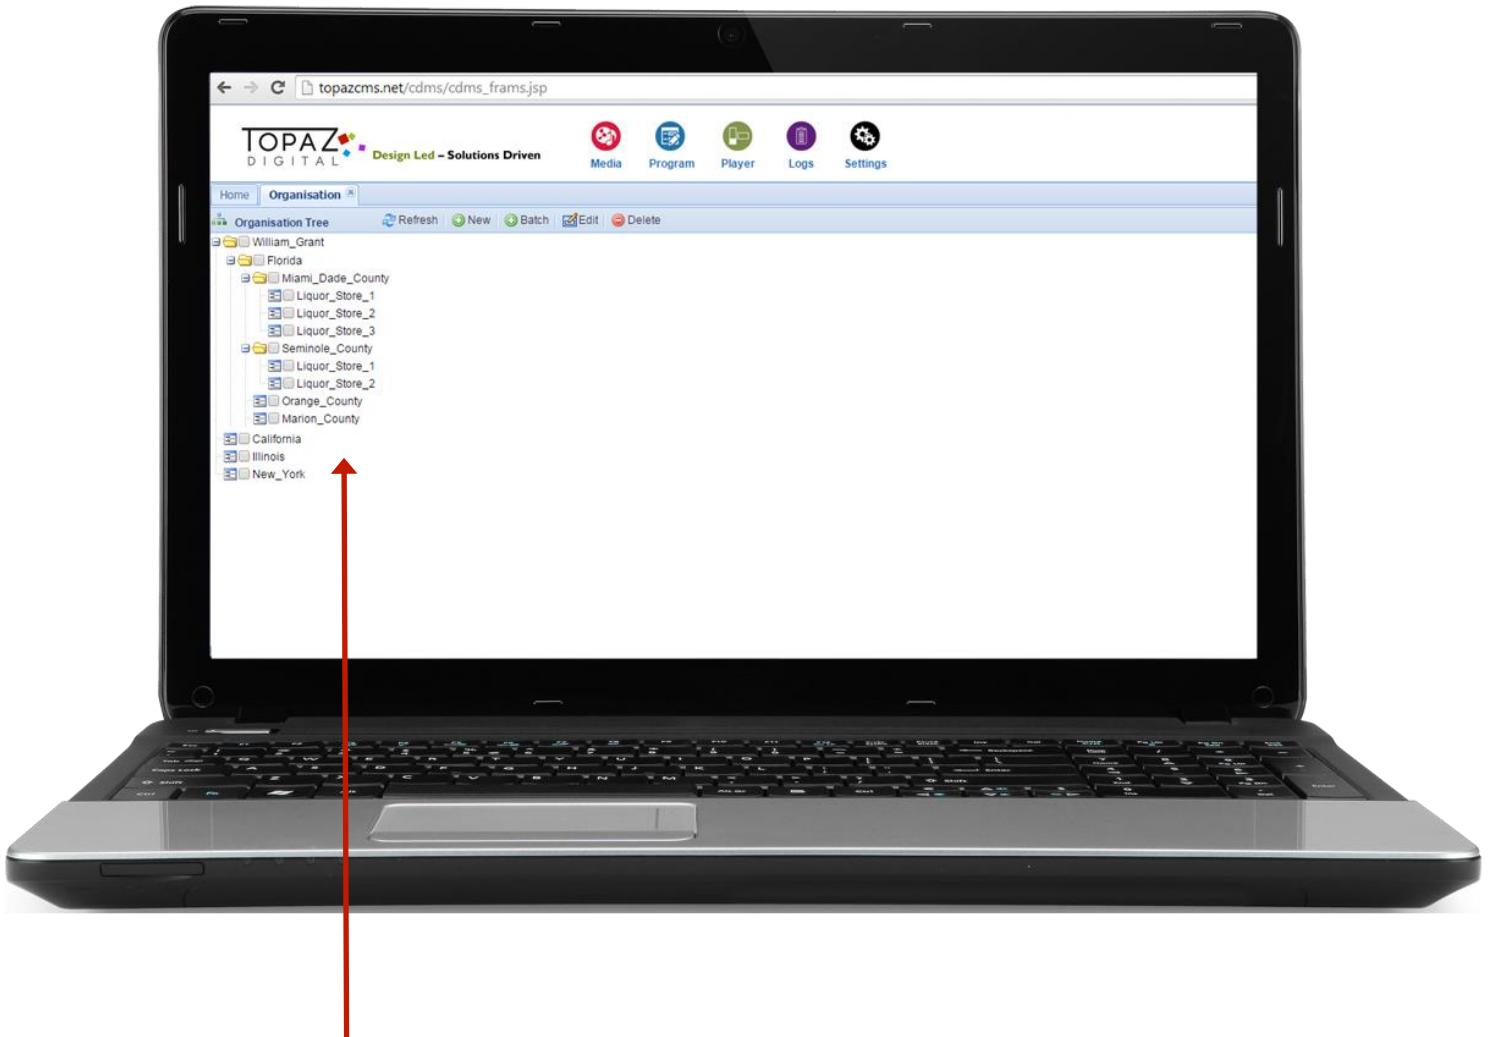 topazcms.net/cdms/cdms_frams.jsp
TOPAZ
DIGITAL
Design Led – Solutions Driven
Media Program Player Logs Settings
Home Organisation
Organisation Tree Refresh New Batch Edit Delete
William_Grant
Florida
Miami_Dade_County
Liquor_Store_1
Liquor_Store_2
Liquor_Store_3
Seminole_County
Liquor_Store_1
Liquor_Store_2
Orange_County
Marion_County
California
Illinois
New_York